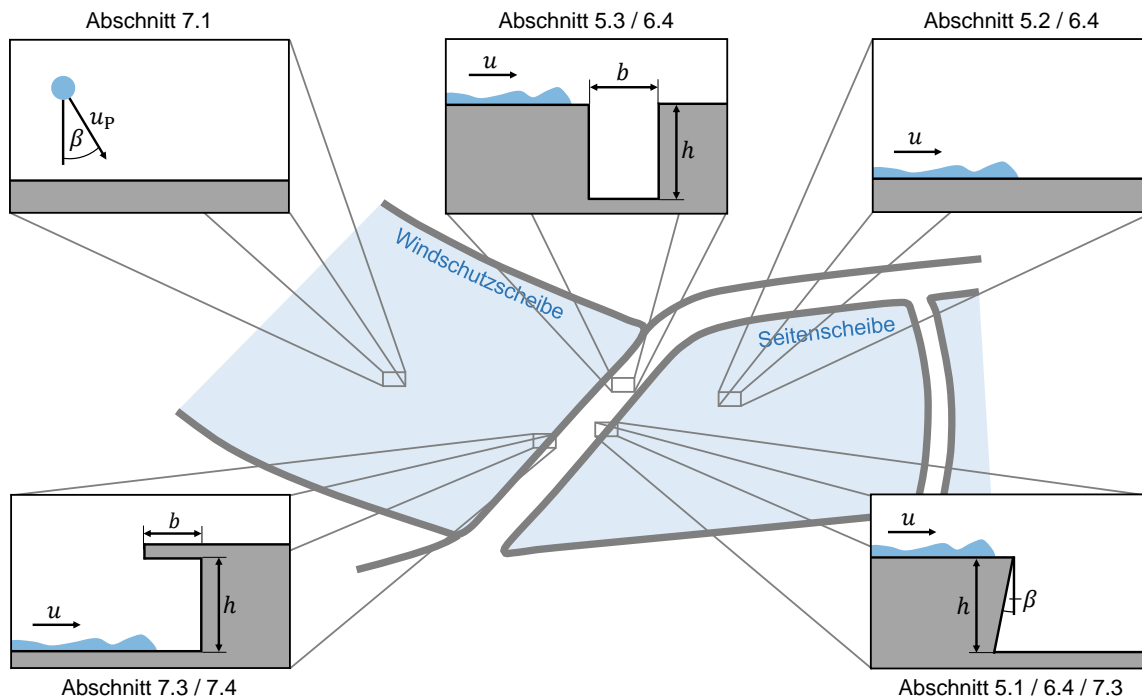 Abschnitt 7.1
Abschnitt 5.3 / 6.4
Abschnitt 5.2 / 6.4
u_P
β
u
b
h
u
Windschutzscheibe
Seitenscheibe
b
h
u
u
h
β
Abschnitt 7.3 / 7.4
Abschnitt 5.1 / 6.4 / 7.3